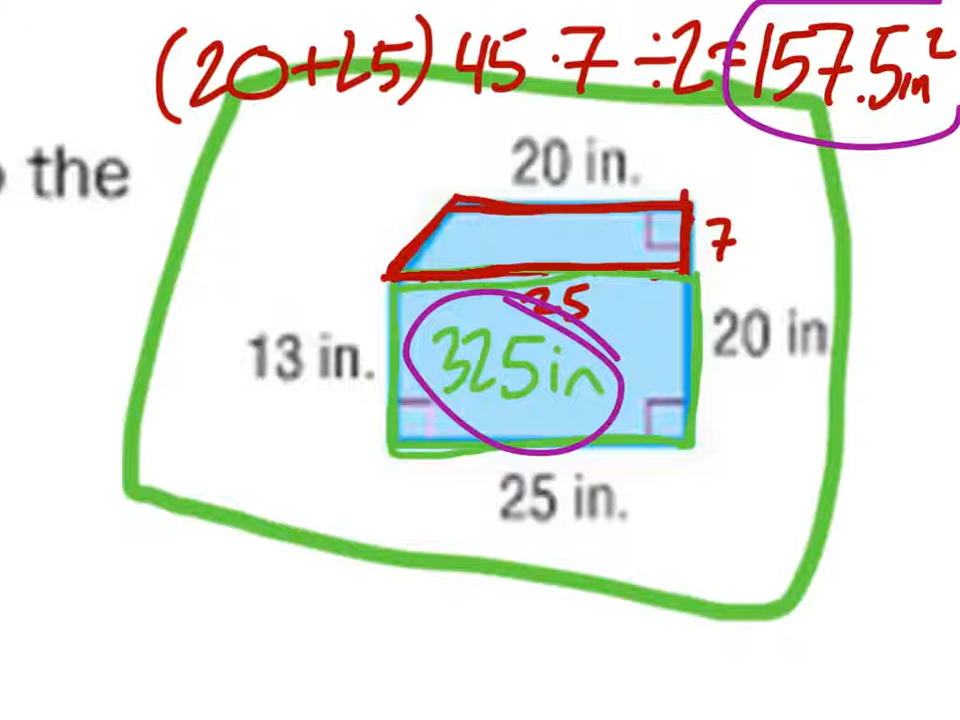 (20+25) 45 · 7 ÷ 2 = 157.5in²
the
20 in.
7
25
13 in.
325in
20 in
25 in.